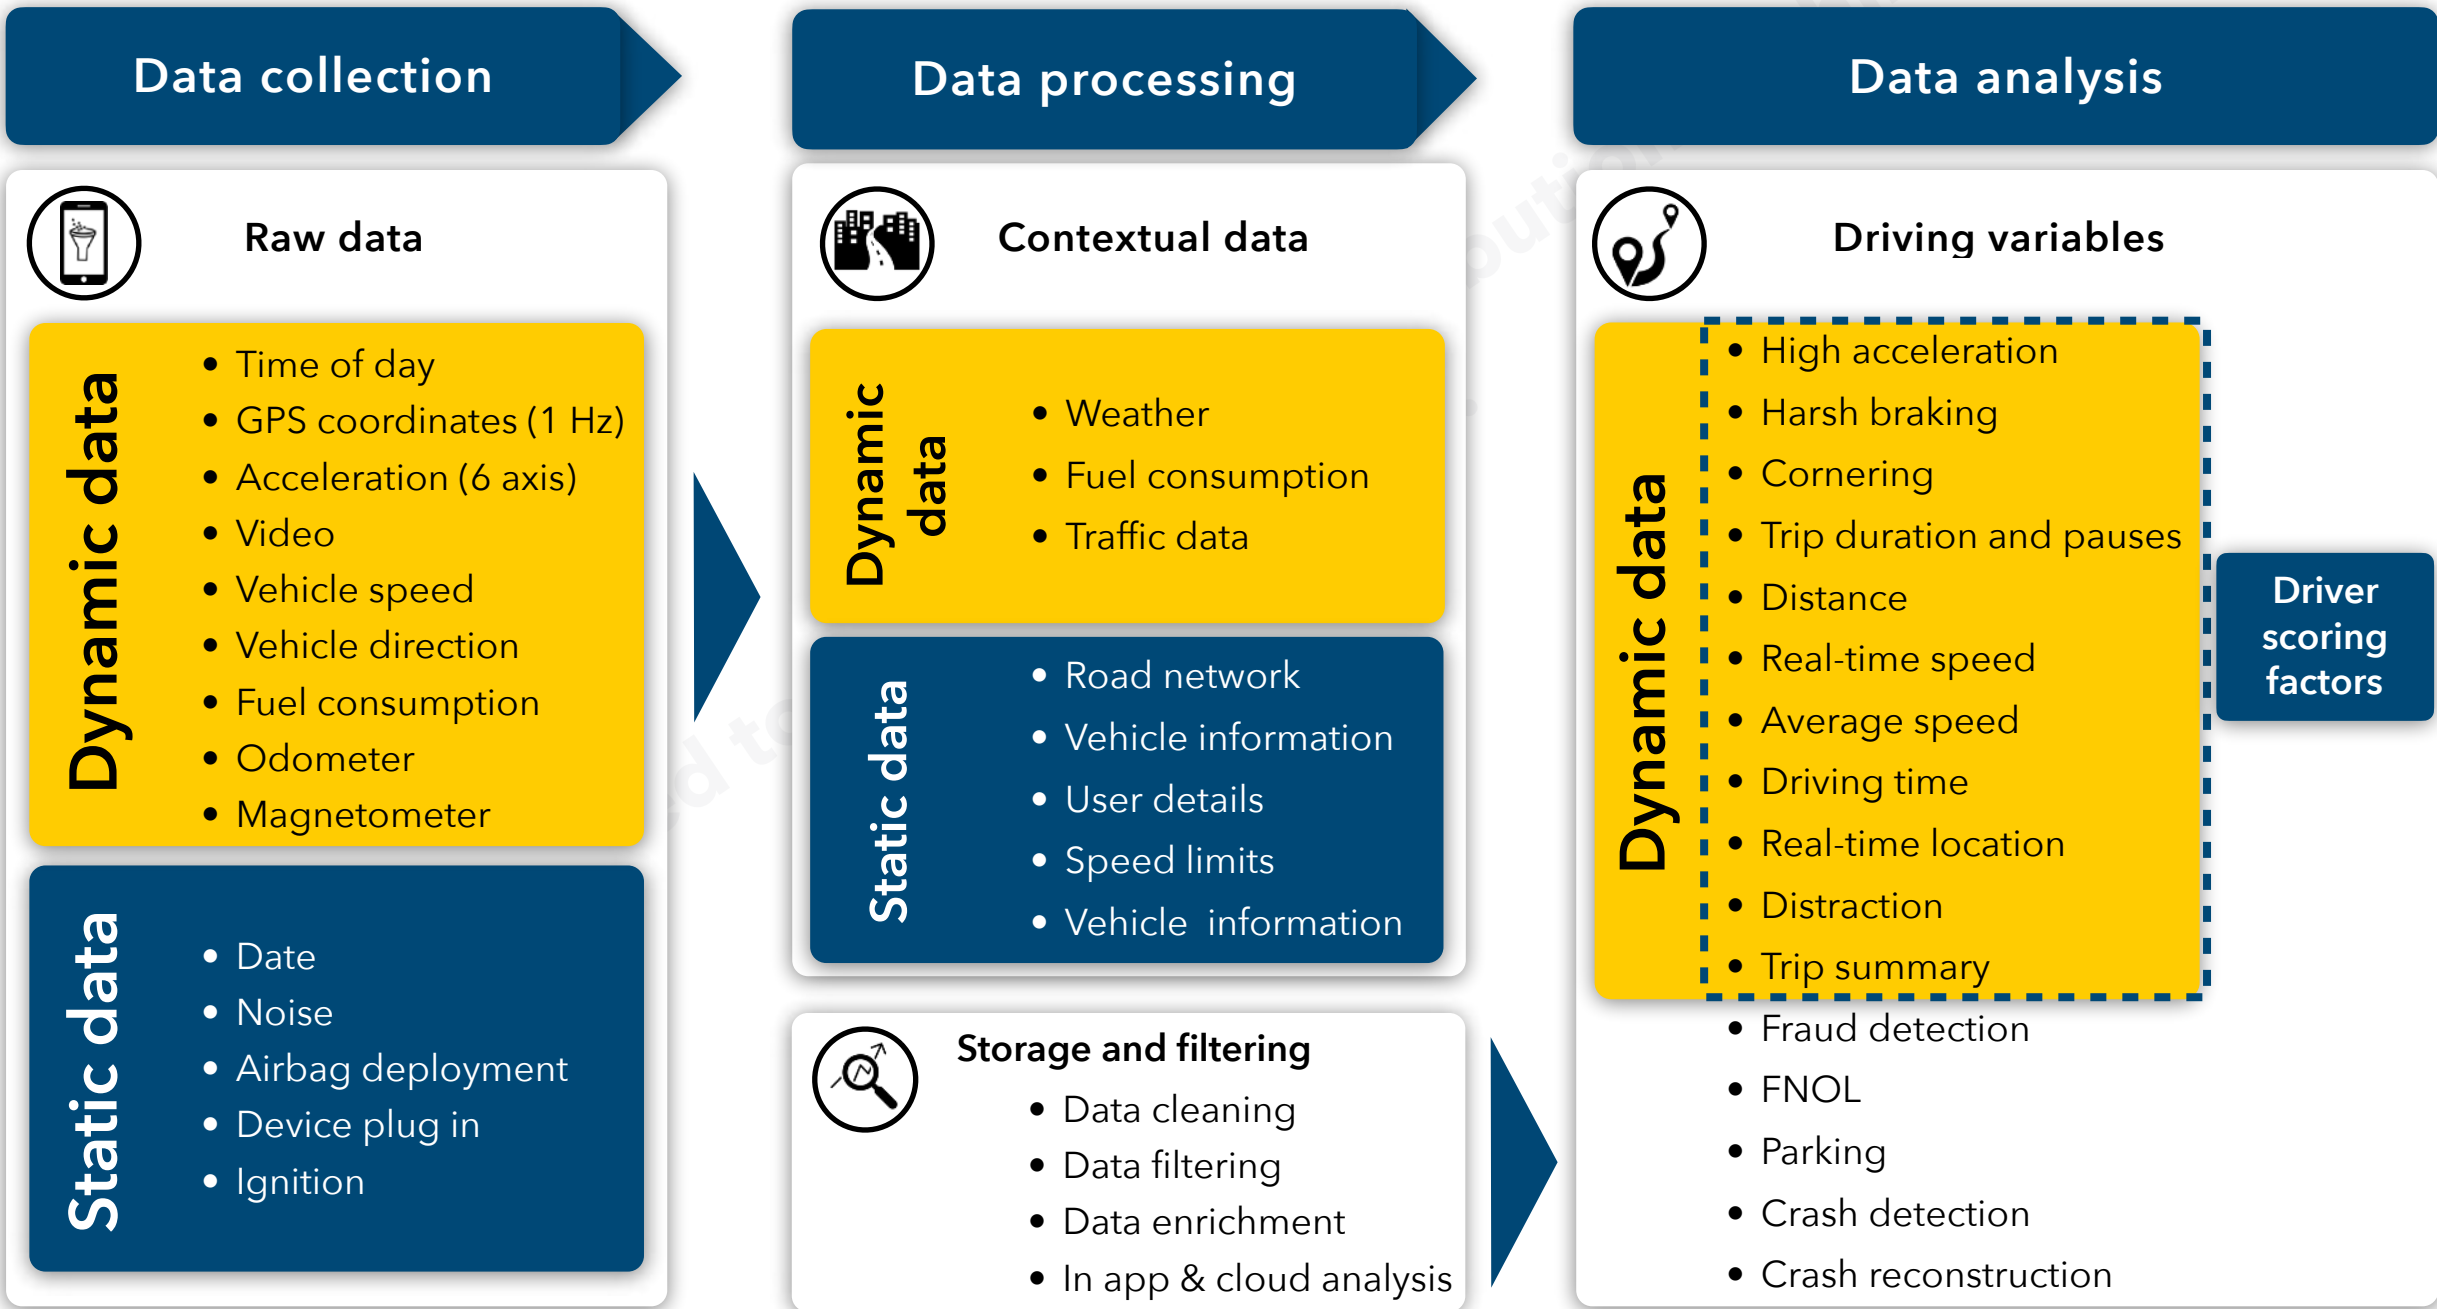 Data collection
Raw data
Dynamic data
• Time of day
• GPS coordinates (1 Hz)
• Acceleration (6 axis)
• Video
• Vehicle speed
• Vehicle direction
• Fuel consumption
• Odometer
• Magnetometer
Static data
• Date
• Noise
• Airbag deployment
• Device plug in
• Ignition
Data processing
Contextual data
Dynamic
data
• Weather
• Fuel consumption
• Traffic data
Static data
• Road network
• Vehicle information
• User details
• Speed limits
• Vehicle  information
Storage and filtering
• Data cleaning
• Data filtering
• Data enrichment
• In app & cloud analysis
Data analysis
Driving variables
Dynamic data
• High acceleration
• Harsh braking
• Cornering
• Trip duration and pauses
• Distance
• Real-time speed
• Average speed
• Driving time
• Real-time location
• Distraction
• Trip summary
• Fraud detection
• FNOL
• Parking
• Crash detection
• Crash reconstruction
Driver
scoring
factors